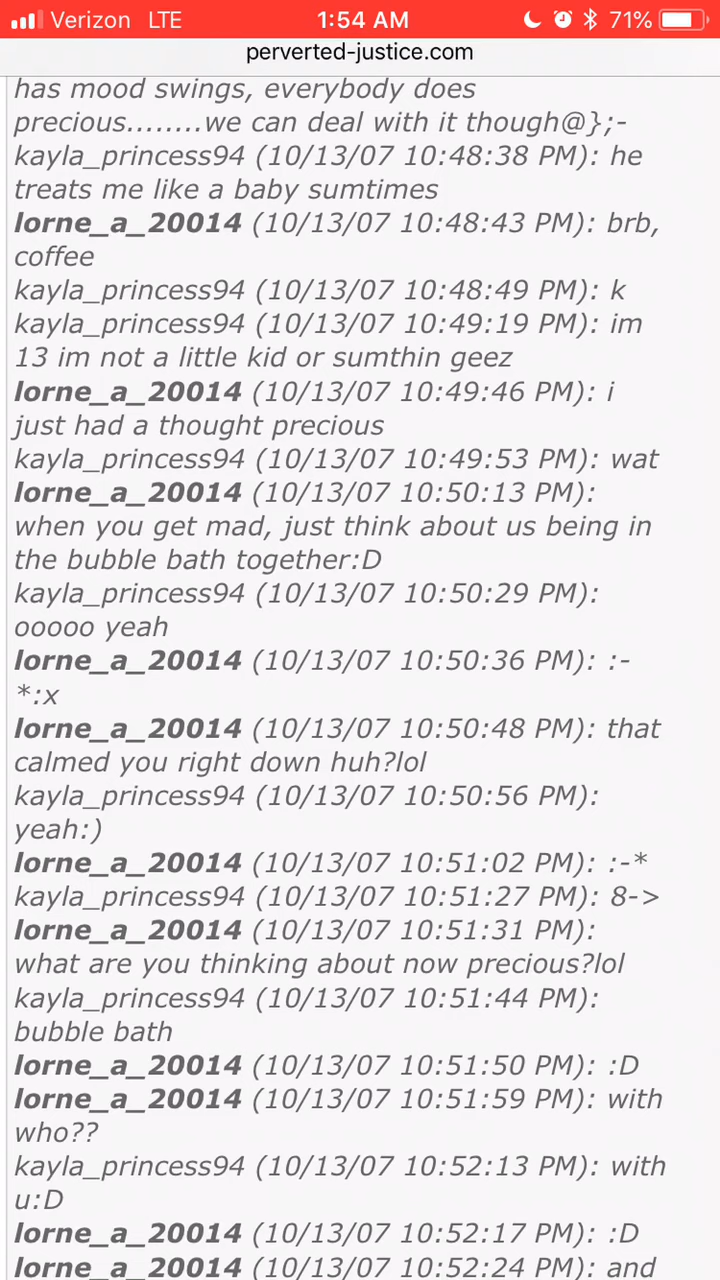 Verizon LTE 1:54 AM 71%
perverted-justice.com
has mood swings, everybody does
precious........we can deal with it though@};-
kayla_princess94 (10/13/07 10:48:38 PM): he
treats me like a baby sumtimes
lorne_a_20014 (10/13/07 10:48:43 PM): brb,
coffee
kayla_princess94 (10/13/07 10:48:49 PM): k
kayla_princess94 (10/13/07 10:49:19 PM): im
13 im not a little kid or sumthin geez
lorne_a_20014 (10/13/07 10:49:46 PM): i
just had a thought precious
kayla_princess94 (10/13/07 10:49:53 PM): wat
lorne_a_20014 (10/13/07 10:50:13 PM):
when you get mad, just think about us being in
the bubble bath together:D
kayla_princess94 (10/13/07 10:50:29 PM):
ooooo yeah
lorne_a_20014 (10/13/07 10:50:36 PM): :-
*:x
lorne_a_20014 (10/13/07 10:50:48 PM): that
calmed you right down huh?lol
kayla_princess94 (10/13/07 10:50:56 PM):
yeah:)
lorne_a_20014 (10/13/07 10:51:02 PM): :-*
kayla_princess94 (10/13/07 10:51:27 PM): 8->
lorne_a_20014 (10/13/07 10:51:31 PM):
what are you thinking about now precious?lol
kayla_princess94 (10/13/07 10:51:44 PM):
bubble bath
lorne_a_20014 (10/13/07 10:51:50 PM): :D
lorne_a_20014 (10/13/07 10:51:59 PM): with
who??
kayla_princess94 (10/13/07 10:52:13 PM): with
u:D
lorne_a_20014 (10/13/07 10:52:17 PM): :D
lorne_a_20014 (10/13/07 10:52:24 PM): and